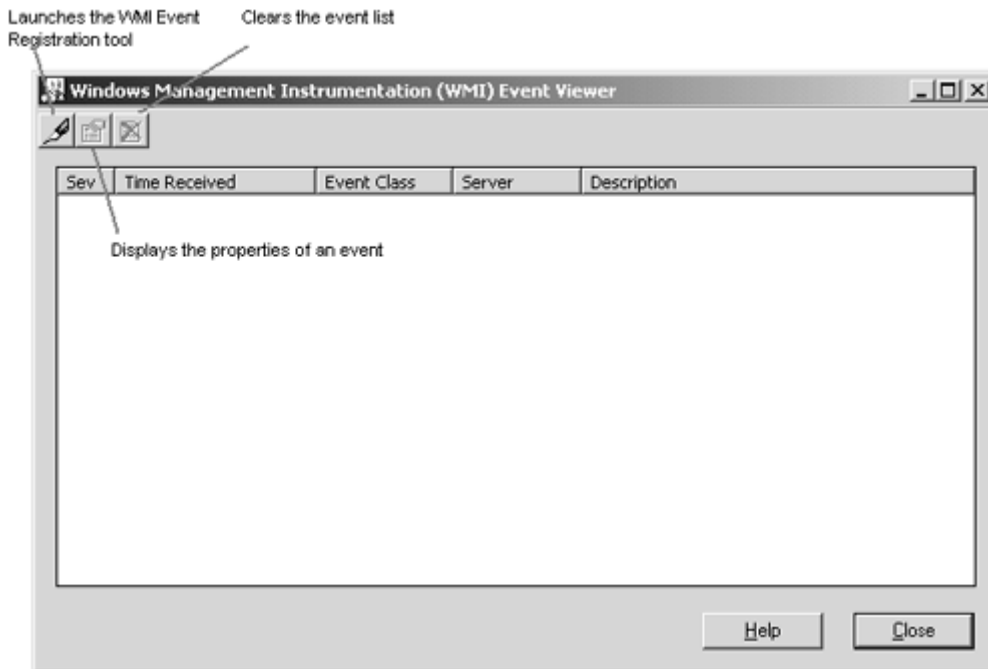 Launches the WMI Event
Registration tool
Clears the event list
Windows Management Instrumentation (WMI) Event Viewer
Sev Time Received Event Class Server Description
Displays the properties of an event
Help Close